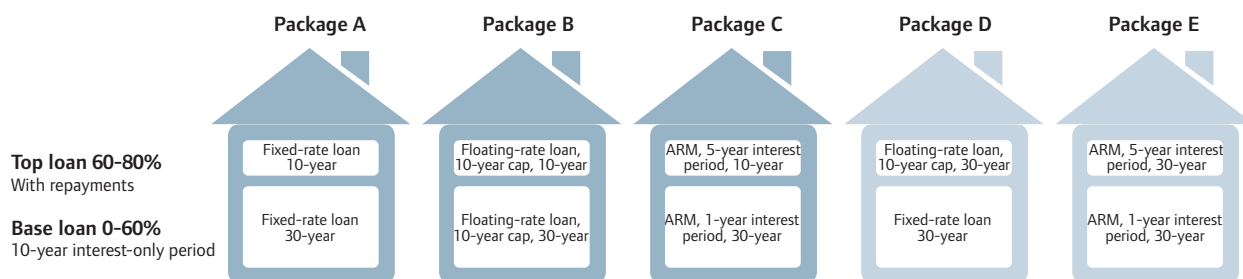 Package A
Package B
Package C
Package D
Package E
Top loan 60-80%
With repayments
Fixed-rate loan
10-year
Floating-rate loan,
10-year cap, 10-year
ARM, 5-year interest
period, 10-year
Floating-rate loan,
10-year cap, 30-year
ARM, 5-year interest
period, 30-year
Base loan 0-60%
10-year interest-only period
Fixed-rate loan
30-year
Floating-rate loan,
10-year cap, 30-year
ARM, 1-year interest
period, 30-year
Fixed-rate loan
30-year
ARM, 1-year interest
period, 30-year